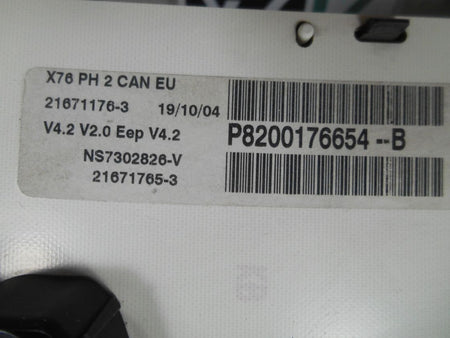 X76 PH 2 CAN EU
21671176-3 19/10/04
V4.2 V2.0 Eep V4.2
P8200176654--B
NS7302826-V
21671765-3